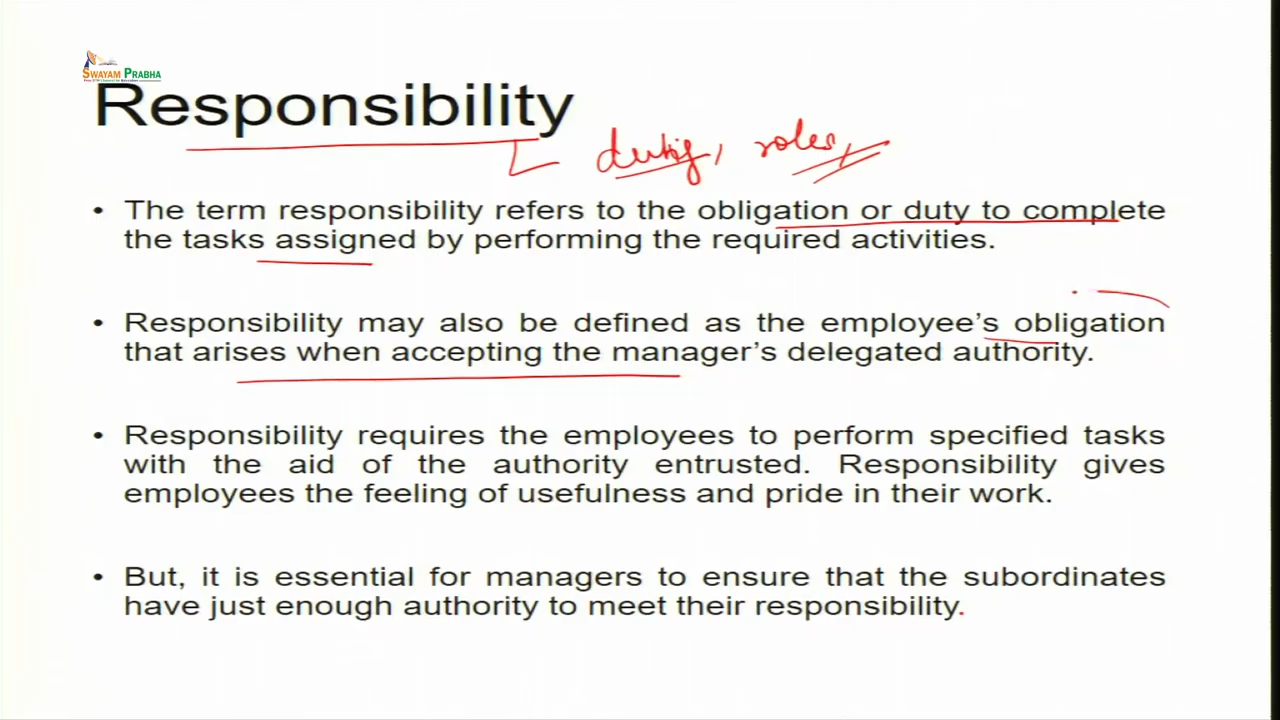 SWAYAM PRABHA
Responsibility
duty, roles,
• The term responsibility refers to the obligation or duty to complete
the tasks assigned by performing the required activities.
• Responsibility may also be defined as the employee's obligation
that arises when accepting the manager's delegated authority.
• Responsibility requires the employees to perform specified tasks
with the aid of the authority entrusted. Responsibility gives
employees the feeling of usefulness and pride in their work.
• But, it is essential for managers to ensure that the subordinates
have just enough authority to meet their responsibility.